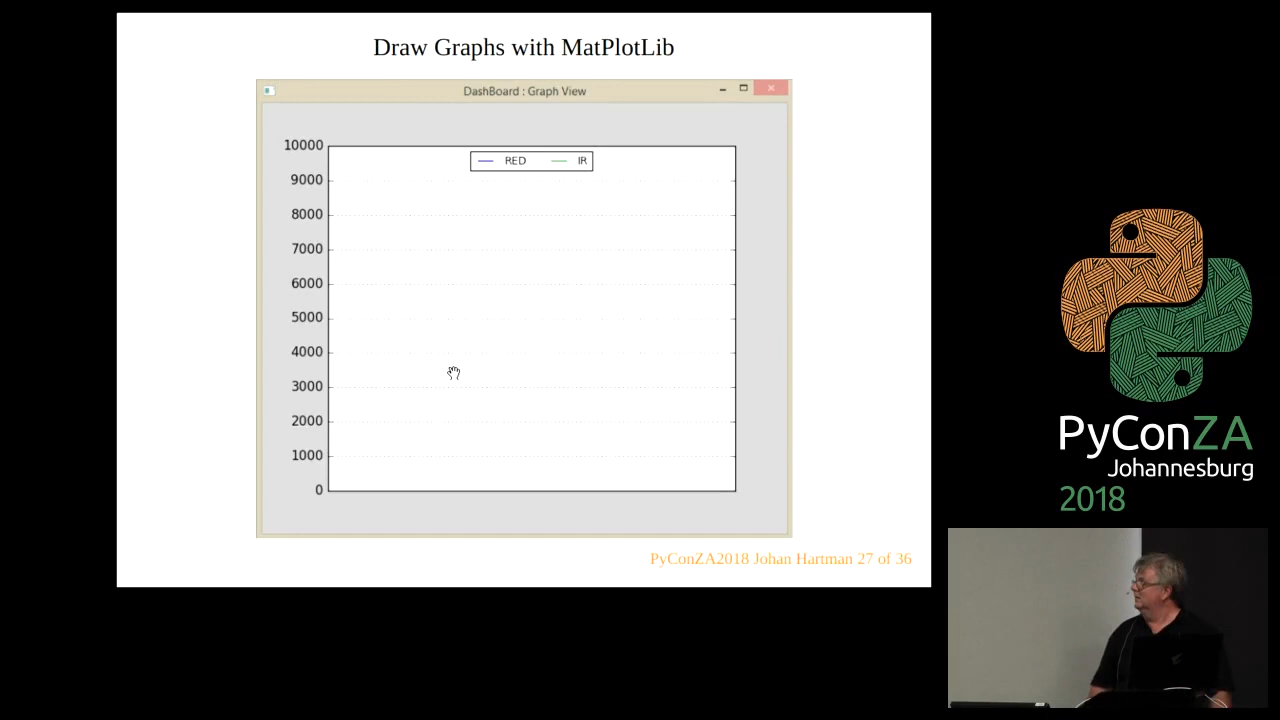 Draw Graphs with MatPlotLib
DashBoard : Graph View
10000
RED IR
9000
8000
7000
6000
5000
4000
3000
2000
1000
0
PyConZA2018 Johan Hartman 27 of 36
PyConZA
Johannesburg
2018